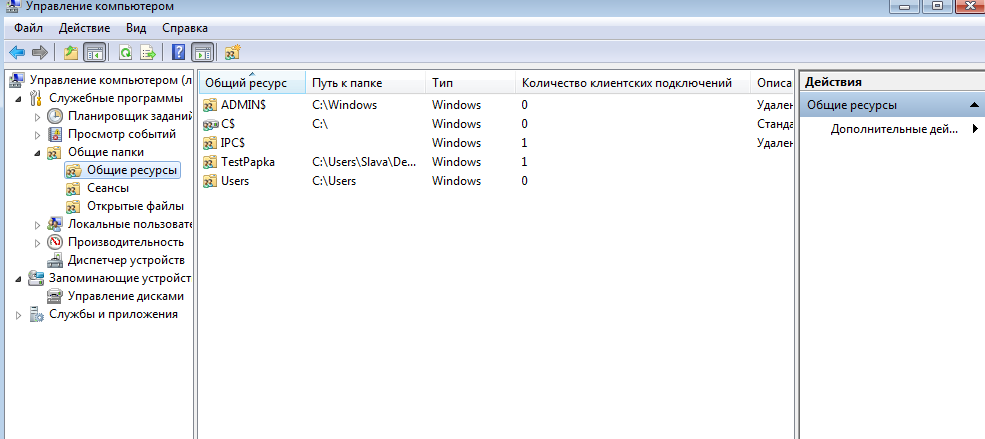 Управление компьютером
Файл Действие Вид Справка
Управление компьютером (л
Служебные программы
Планировщик заданий
Просмотр событий
Общие папки
Общие ресурсы
Сеансы
Открытые файлы
Локальные пользовате
Производительность
Диспетчер устройств
Запоминающие устройст
Управление дисками
Службы и приложения
Общий ресурс Путь к папке Тип Количество клиентских подключений Описа
ADMIN$ C:\Windows Windows 0 Удален
C$ C:\ Windows 0 Станда
IPC$ Windows 1 Удален
TestPapka C:\Users\Slava\De... Windows 1
Users C:\Users Windows 0
Действия
Общие ресурсы
Дополнительные дей...